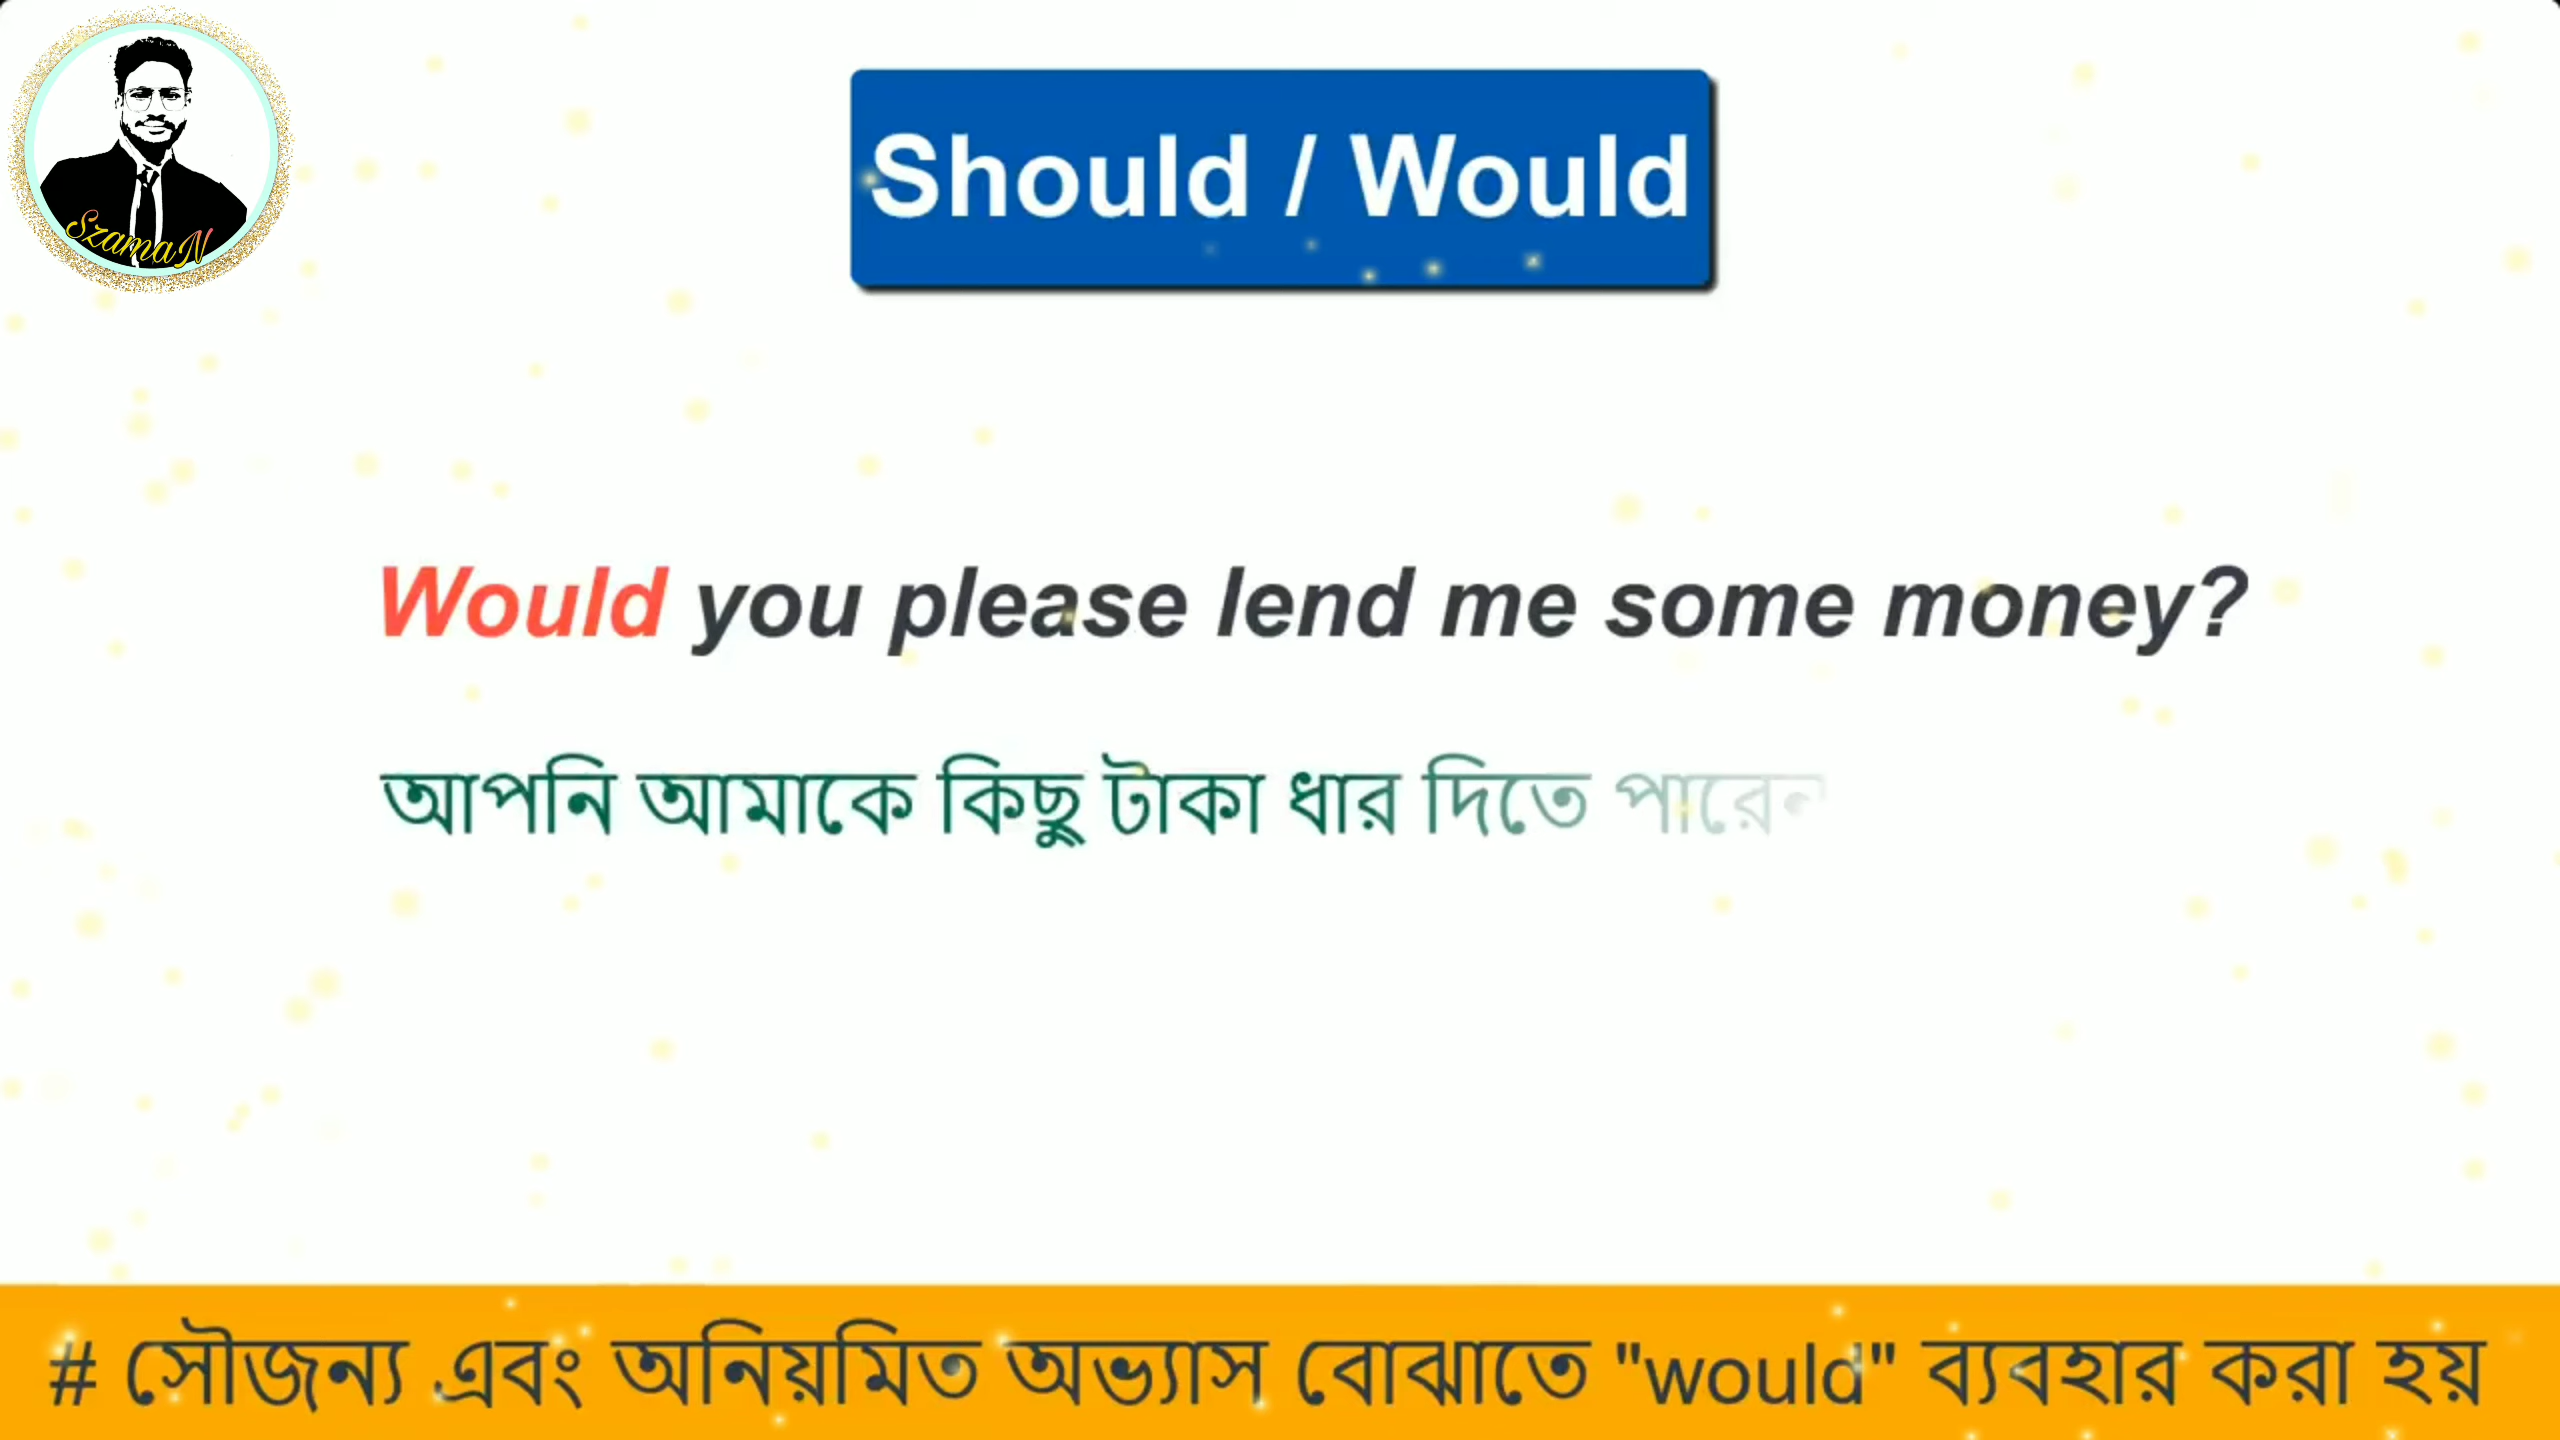 SzamaN
Should / Would
Would you please lend me some money?
আপনি আমাকে কিছু টাকা ধার দিতে পারেন
# সৌজন্য এবং অনিয়মিত অভ্যাস বোঝাতে "would" ব্যবহার করা হয়